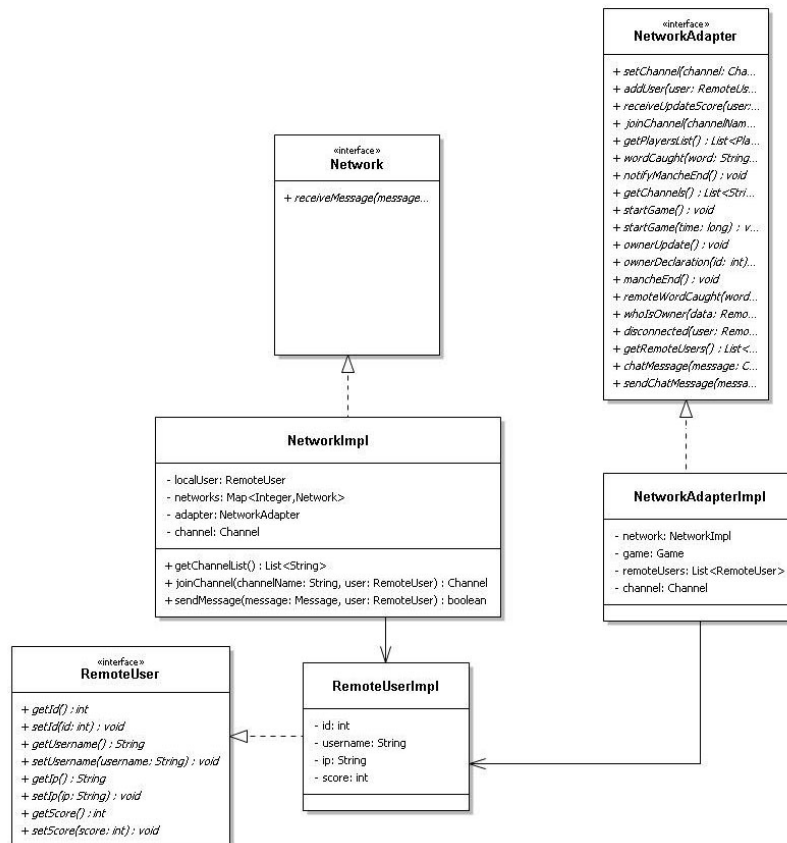 «interface»
NetworkAdapter
+ setChannel(channel: Cha...
+ addUser(user: RemoteUs...
+ receiveUpdateScore(user:...
+ joinChannel(channelNam...
+ getPlayersList() : List<Pla...
+ wordCaught(word: String...
+ notifyMancheEnd() : void
+ getChannels() : List<Stri...
+ startGame() : void
+ startGame(time: long) : v...
+ ownerUpdate() : void
+ ownerDeclaration(id: int)...
+ mancheEnd() : void
+ remoteWordCaught(word...
+ whoIsOwner(data: Remo...
+ disconnected(user: Remo...
+ getRemoteUsers() : List<...
+ chatMessage(message: C...
+ sendChatMessage(messa...
«interface»
Network
+ receiveMessage(message...
NetworkImpl
- localUser: RemoteUser
- networks: Map<Integer,Network>
- adapter: NetworkAdapter
- channel: Channel
+ getChannelList() : List<String>
+ joinChannel(channelName: String, user: RemoteUser) : Channel
+ sendMessage(message: Message, user: RemoteUser) : boolean
NetworkAdapterImpl
- network: NetworkImpl
- game: Game
- remoteUsers: List<RemoteUser>
- channel: Channel
«interface»
RemoteUser
+ getId() : int
+ setId(id: int) : void
+ getUsername() : String
+ setUsername(username: String) : void
+ getIp() : String
+ setIp(ip: String) : void
+ getScore() : int
+ setScore(score: int) : void
RemoteUserImpl
- id: int
- username: String
- ip: String
- score: int